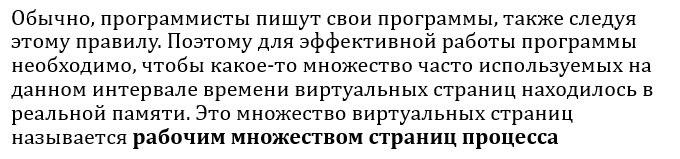 Обычно, программисты пишут свои программы, также следуя
этому правилу. Поэтому для эффективной работы программы
необходимо, чтобы какое-то множество часто используемых на
данном интервале времени виртуальных страниц находилось в
реальной памяти. Это множество виртуальных страниц
называется рабочим множеством страниц процесса